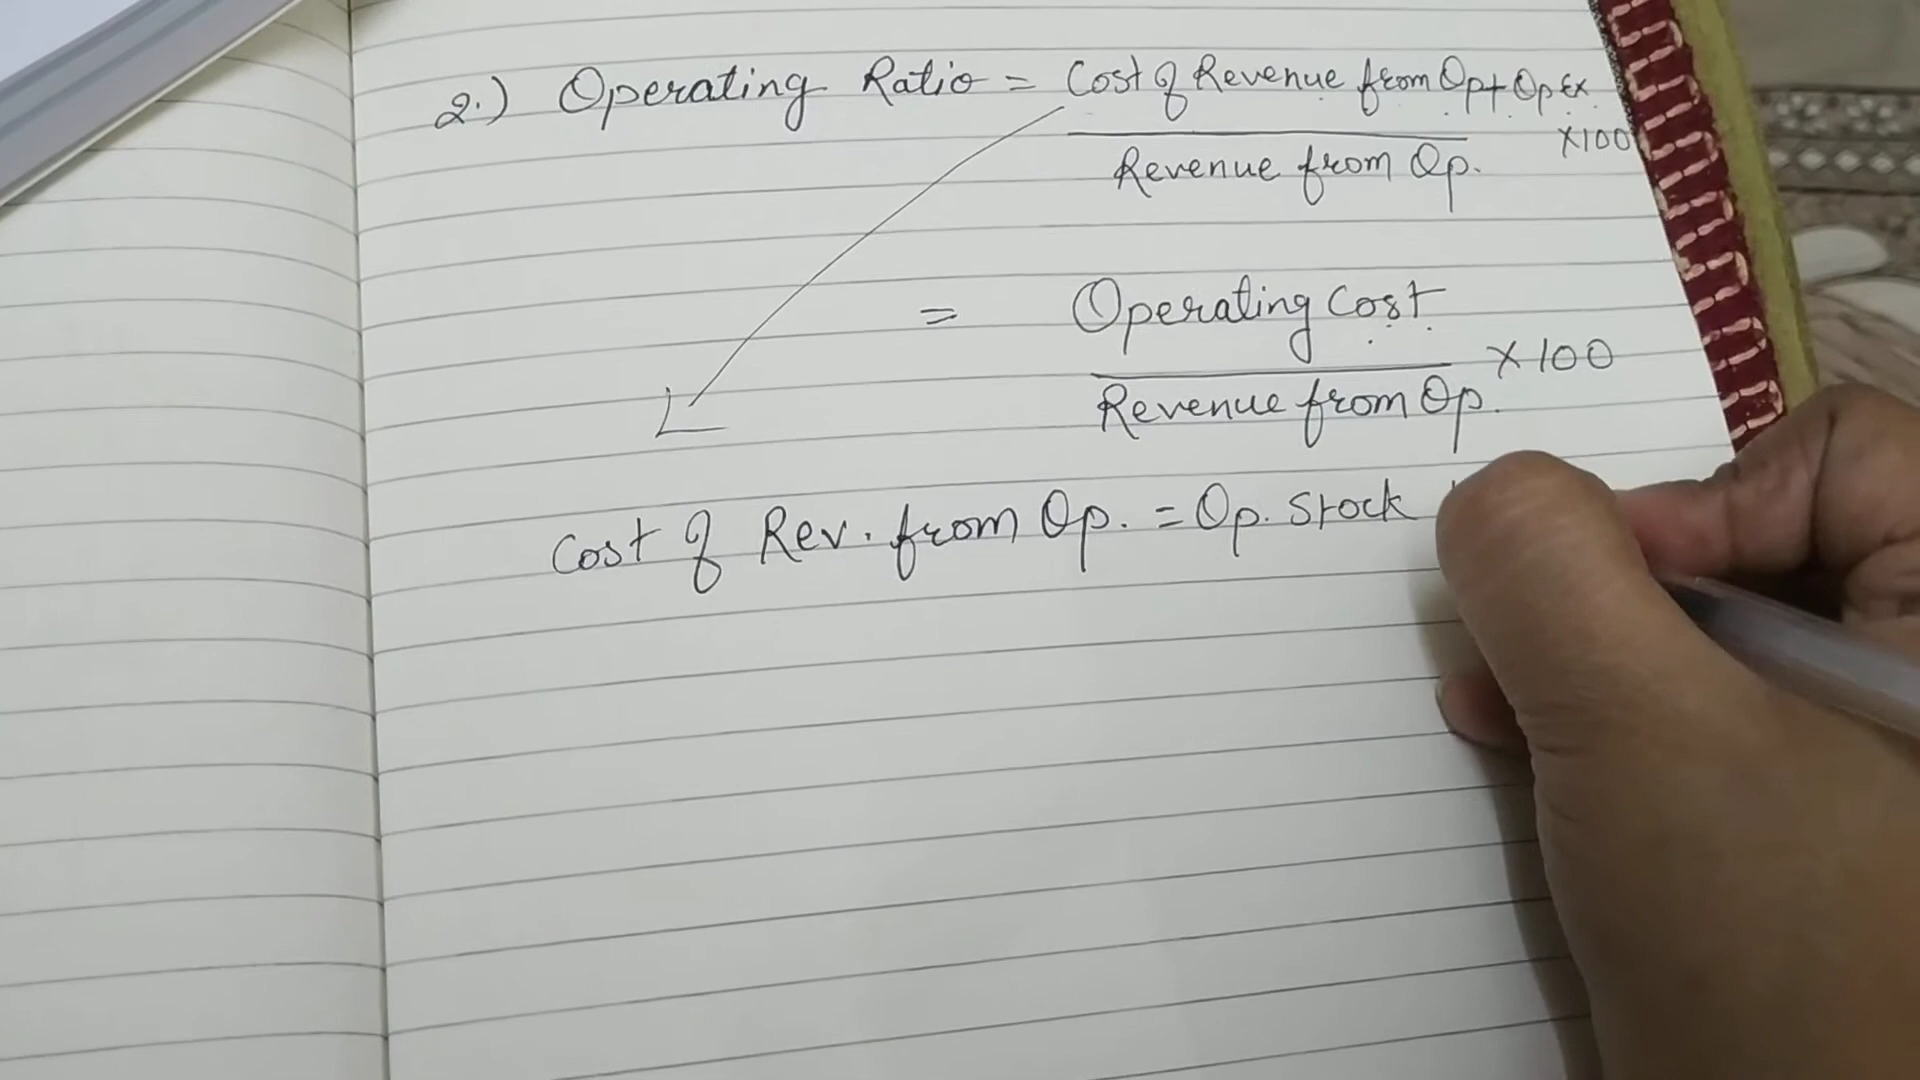 2.) Operating Ratio = Cost of Revenue from Op + Op Ex
Revenue from Op. X100
= Operating Cost
Revenue from Op. X 100
Cost of Rev. from Op. = Op. Stock